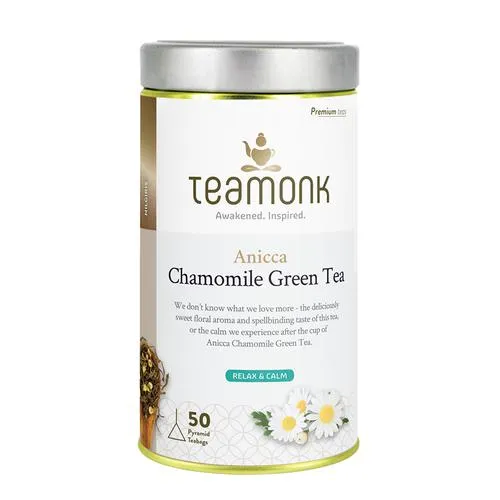 Premium teas
NILGIRIS
teamonk
Awakened. Inspired.
Anicca
Chamomile Green Tea
We don't know what we love more - the deliciously
sweet floral aroma and spellbinding taste of this tea,
or the calm we experience after the cup of
Anicca Chamomile Green Tea.
RELAX & CALM
50
Pyramid
Teabags